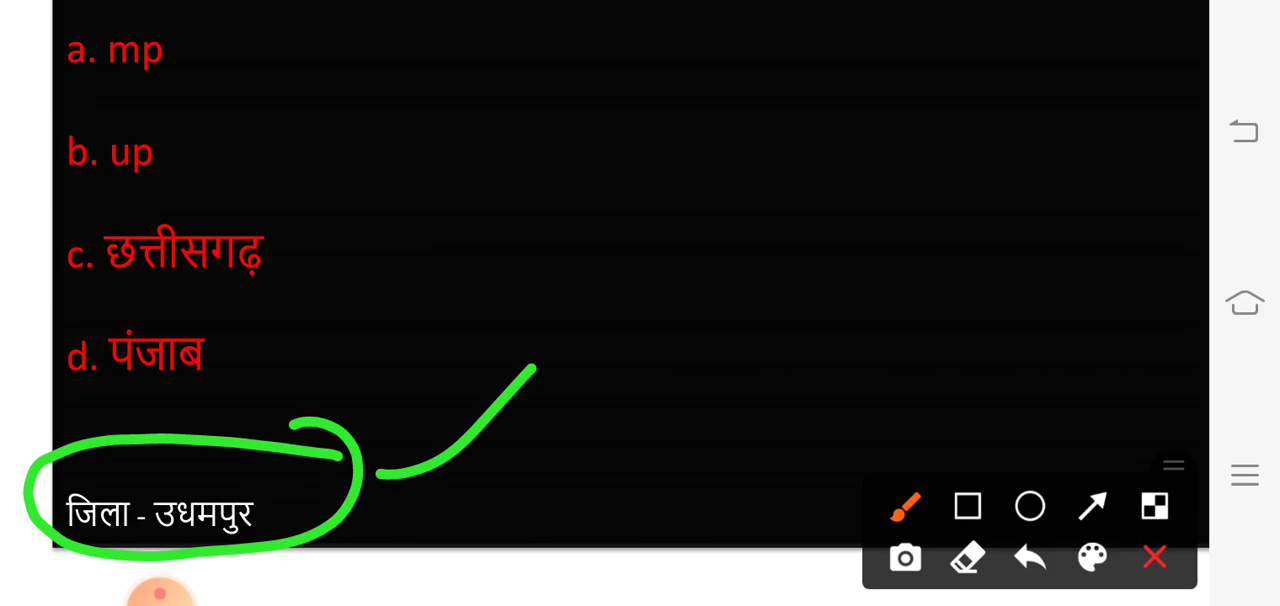 a. mp
b. up
c. छत्तीसगढ़
d. पंजाब
जिला - उधमपुर